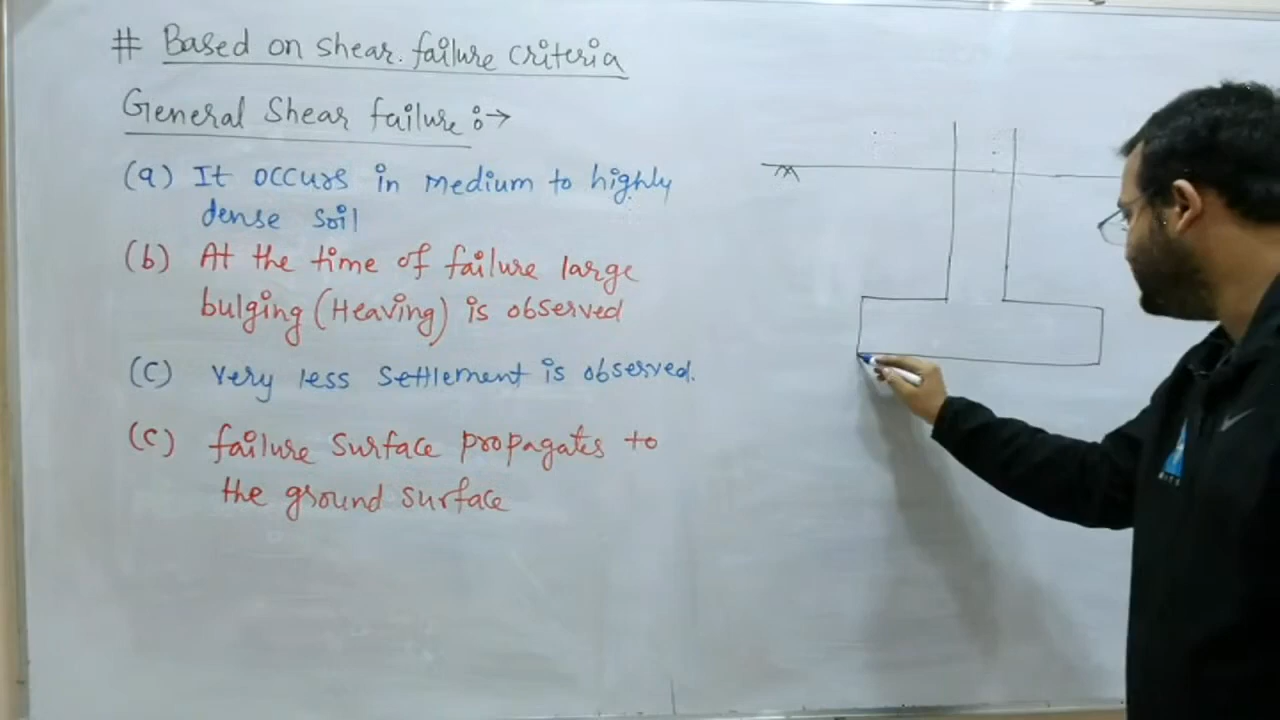 # Based on shear. failure criteria
General Shear failure :→
(a) It occurs in medium to highly
dense soil
(b) At the time of failure large
bulging (Heaving) is observed
(C) very less settlement is observed.
(C) failure surface propagates to
the ground surface